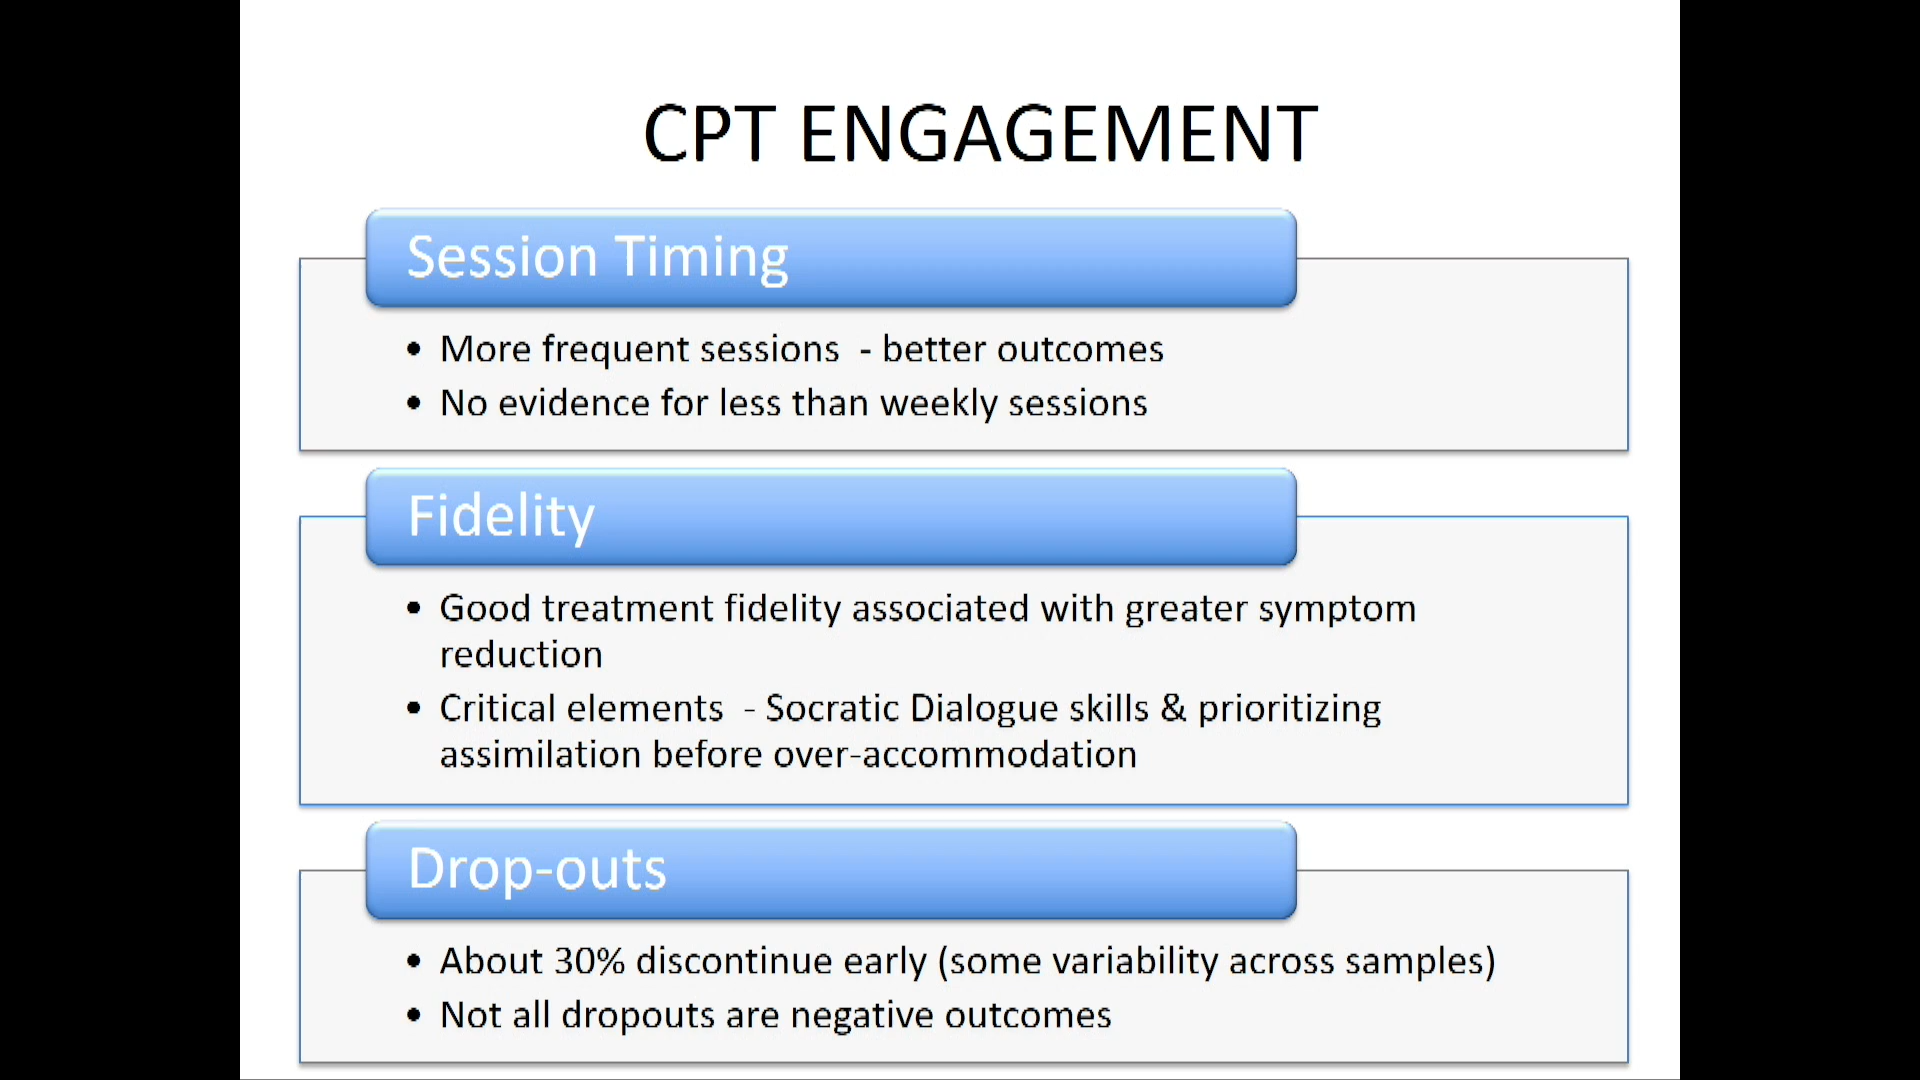 CPT ENGAGEMENT
Session Timing
• More frequent sessions  - better outcomes
• No evidence for less than weekly sessions
Fidelity
• Good treatment fidelity associated with greater symptom
reduction
• Critical elements  - Socratic Dialogue skills & prioritizing
assimilation before over-accommodation
Drop-outs
• About 30% discontinue early (some variability across samples)
• Not all dropouts are negative outcomes